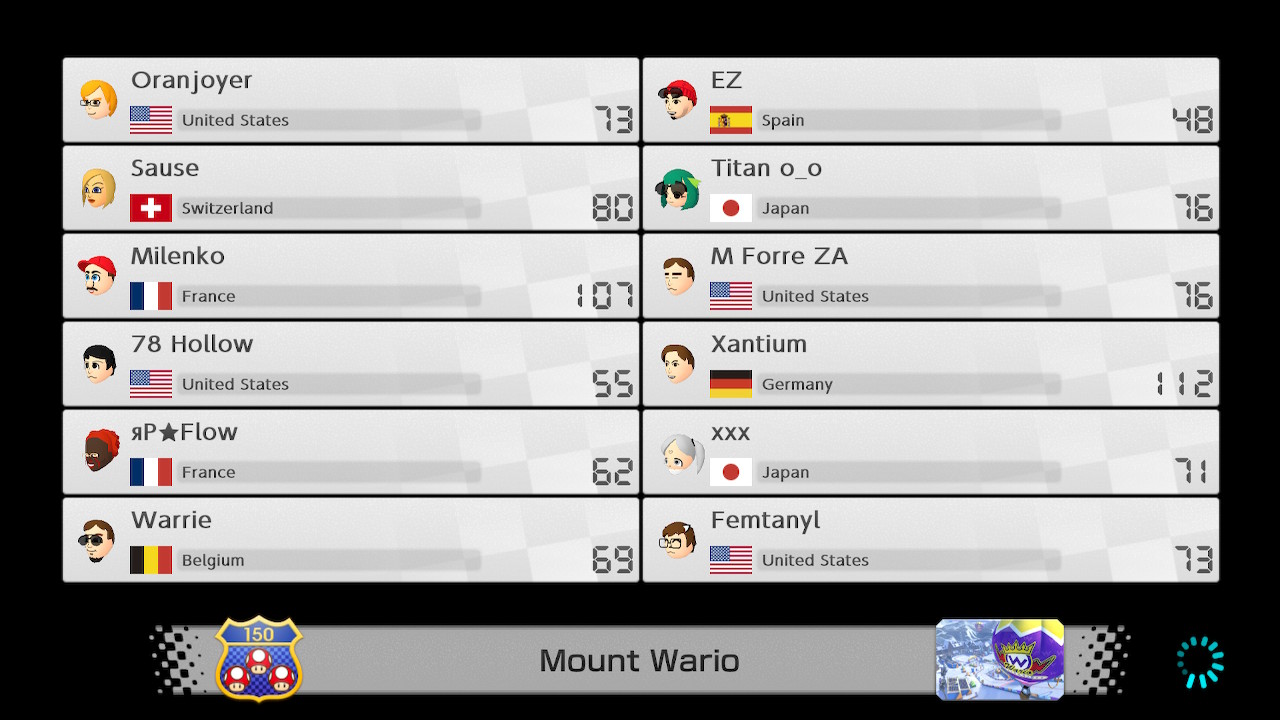 Oranjoyer
United States
73
EZ
Spain
48
Sause
Switzerland
80
Titan o_o
Japan
76
Milenko
France
107
M Forre ZA
United States
76
78 Hollow
United States
55
Xantium
Germany
112
яP★Flow
France
62
xxx
Japan
71
Warrie
Belgium
69
Femtanyl
United States
73
150
Mount Wario